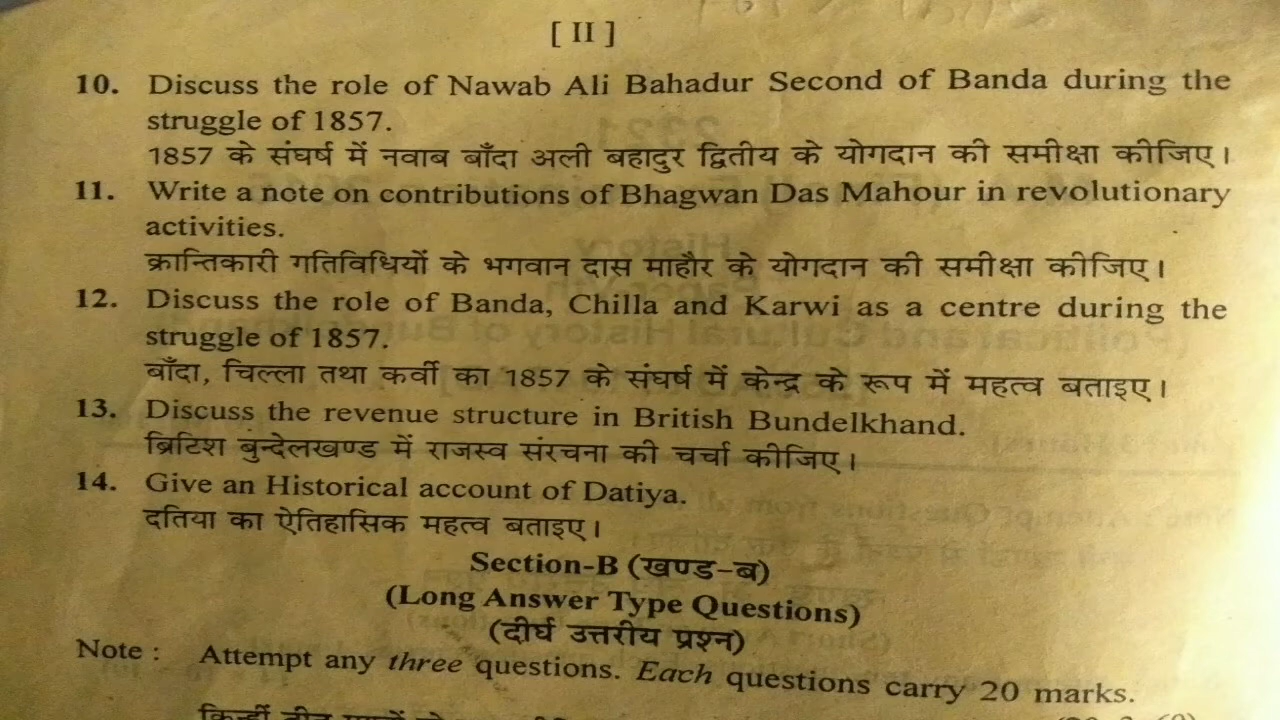 [ II ]
10. Discuss the role of Nawab Ali Bahadur Second of Banda during the
struggle of 1857.
1857 के संघर्ष में नवाब बाँदा अली बहादुर द्वितीय के योगदान की समीक्षा कीजिए।
11. Write a note on contributions of Bhagwan Das Mahour in revolutionary
activities.
क्रान्तिकारी गतिविधियों के भगवान दास माहौर के योगदान की समीक्षा कीजिए।
12. Discuss the role of Banda, Chilla and Karwi as a centre during the
struggle of 1857.
बाँदा, चिल्ला तथा कर्वी का 1857 के संघर्ष में केन्द्र के रूप में महत्व बताइए।
13. Discuss the revenue structure in British Bundelkhand.
ब्रिटिश बुन्देलखण्ड में राजस्व संरचना की चर्चा कीजिए।
14. Give an Historical account of Datiya.
दतिया का ऐतिहासिक महत्व बताइए।
Section-B (खण्ड-ब)
(Long Answer Type Questions)
(दीर्घ उत्तरीय प्रश्न)
Note : Attempt any three questions. Each questions carry 20 marks.